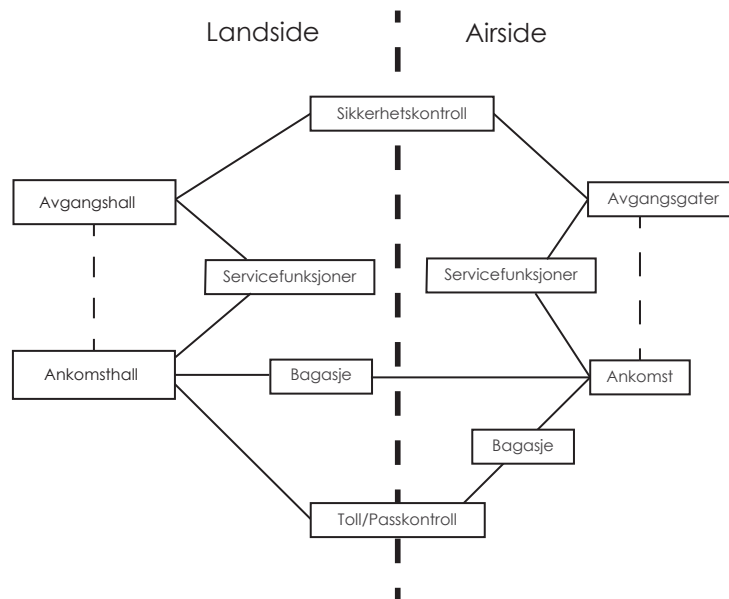 Landside
Airside
Sikkerhetskontroll
Avgangshall
Avgangsgater
Servicefunksjoner
Servicefunksjoner
Ankomsthall
Bagasje
Ankomst
Bagasje
Toll/Passkontroll